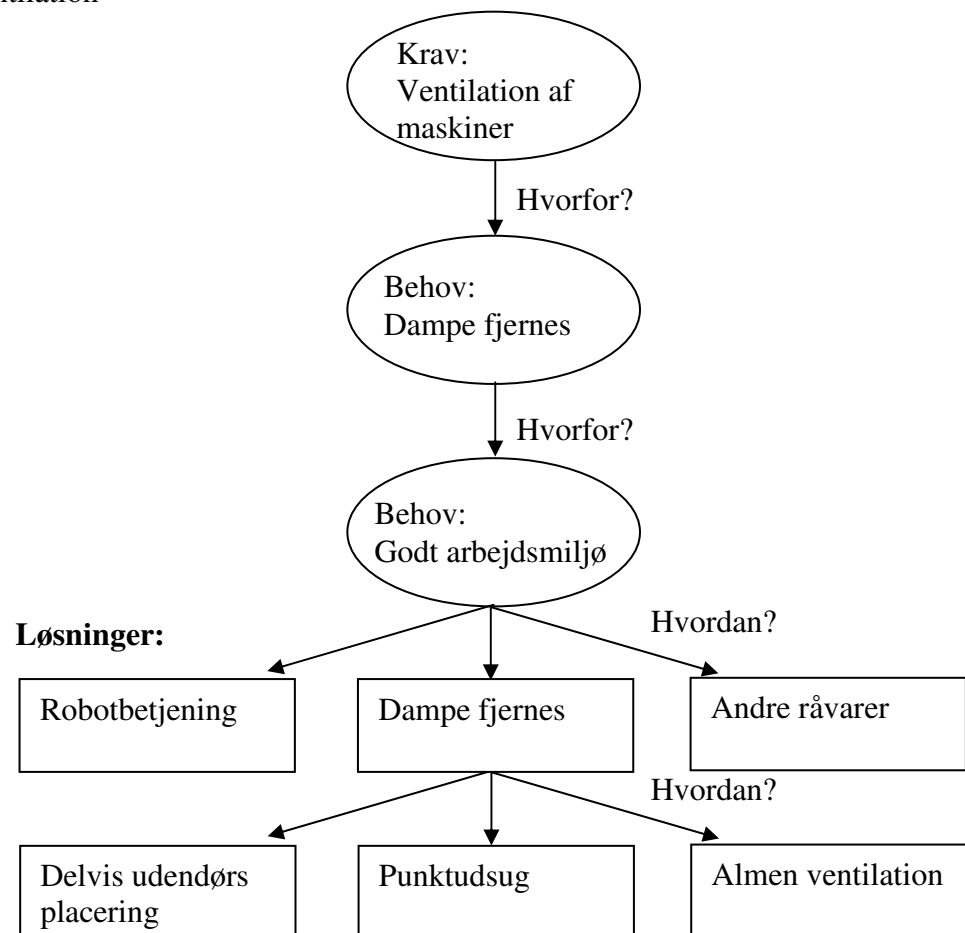 Krav:
Ventilation af
maskiner
Hvorfor?
Behov:
Dampe fjernes
Hvorfor?
Behov:
Godt arbejdsmiljø
Løsninger:
Hvordan?
Robotbetjening
Dampe fjernes
Andre råvarer
Hvordan?
Delvis udendørs
placering
Punktudsug
Almen ventilation